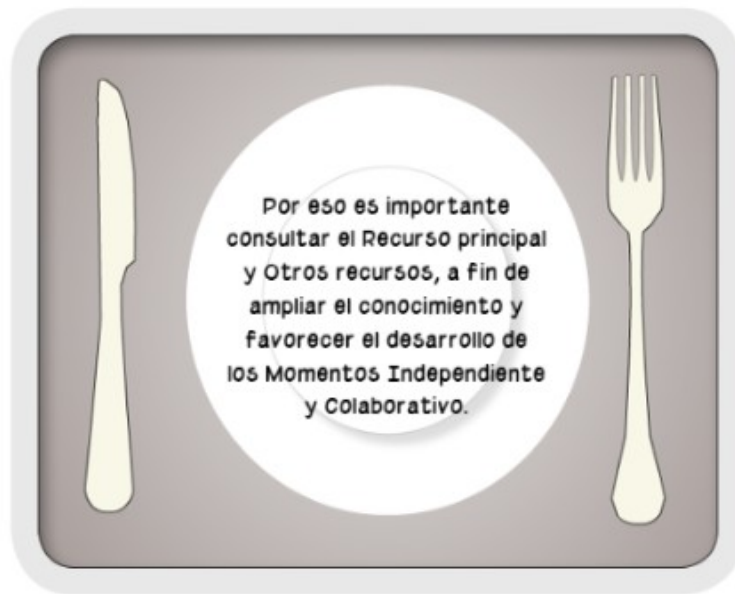 Por eso es importante
consultar el Recurso principal
y Otros recursos, a fin de
ampliar el conocimiento y
favorecer el desarrollo de
los Momentos Independiente
y Colaborativo.